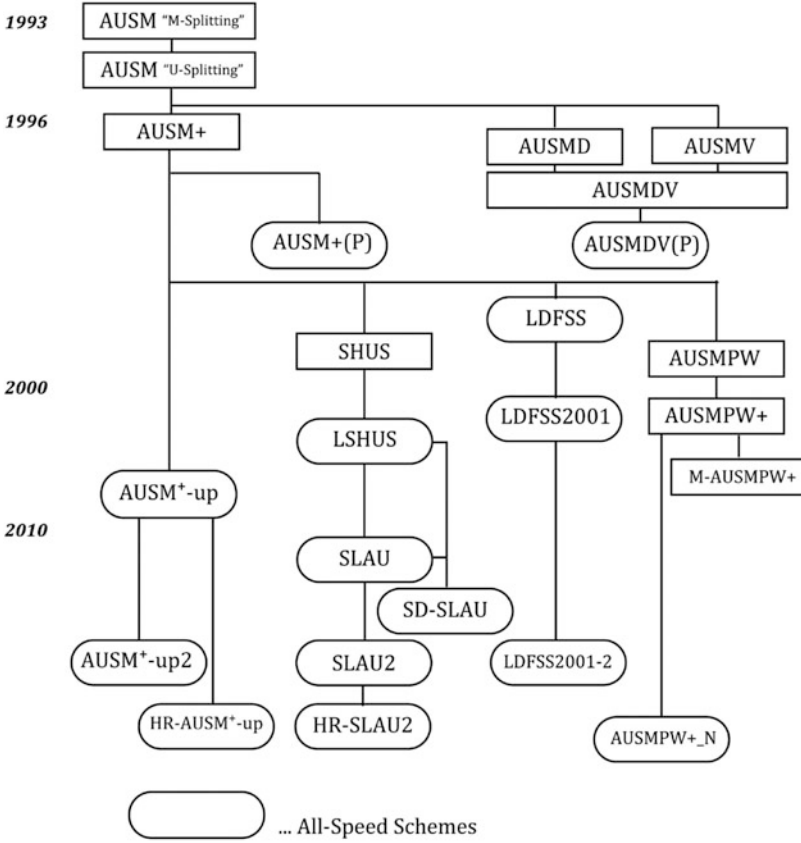 1993
AUSM "M-Splitting"
AUSM "U-Splitting"
1996
AUSM+
AUSMD
AUSMV
AUSMDV
AUSM+(P)
AUSMDV(P)
LDFSS
SHUS
AUSMPW
2000
LSHUS
LDFSS2001
AUSMPW+
M-AUSMPW+
AUSM⁺-up
2010
SLAU
SD-SLAU
AUSM⁺-up2
SLAU2
LDFSS2001-2
HR-AUSM⁺-up
HR-SLAU2
AUSMPW+_N
... All-Speed Schemes